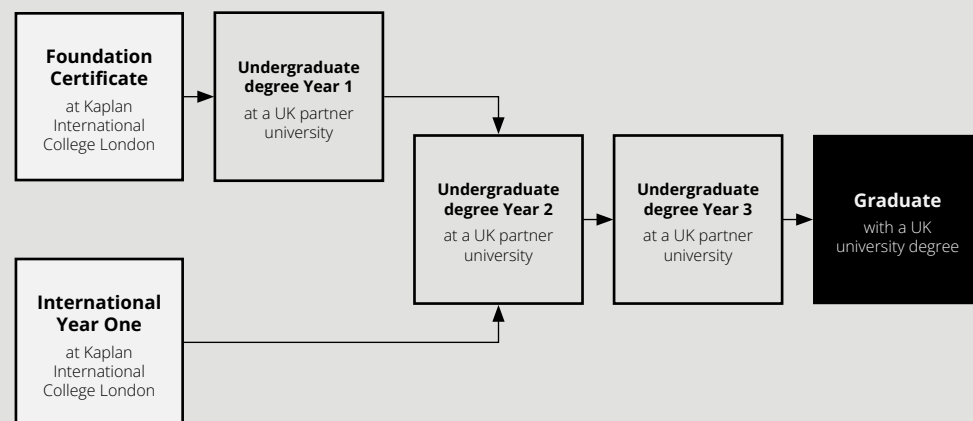 Foundation
Certificate
at Kaplan
International
College London
Undergraduate
degree Year 1
at a UK partner
university
Undergraduate
degree Year 2
at a UK partner
university
Undergraduate
degree Year 3
at a UK partner
university
Graduate
with a UK
university degree
International
Year One
at Kaplan
International
College London